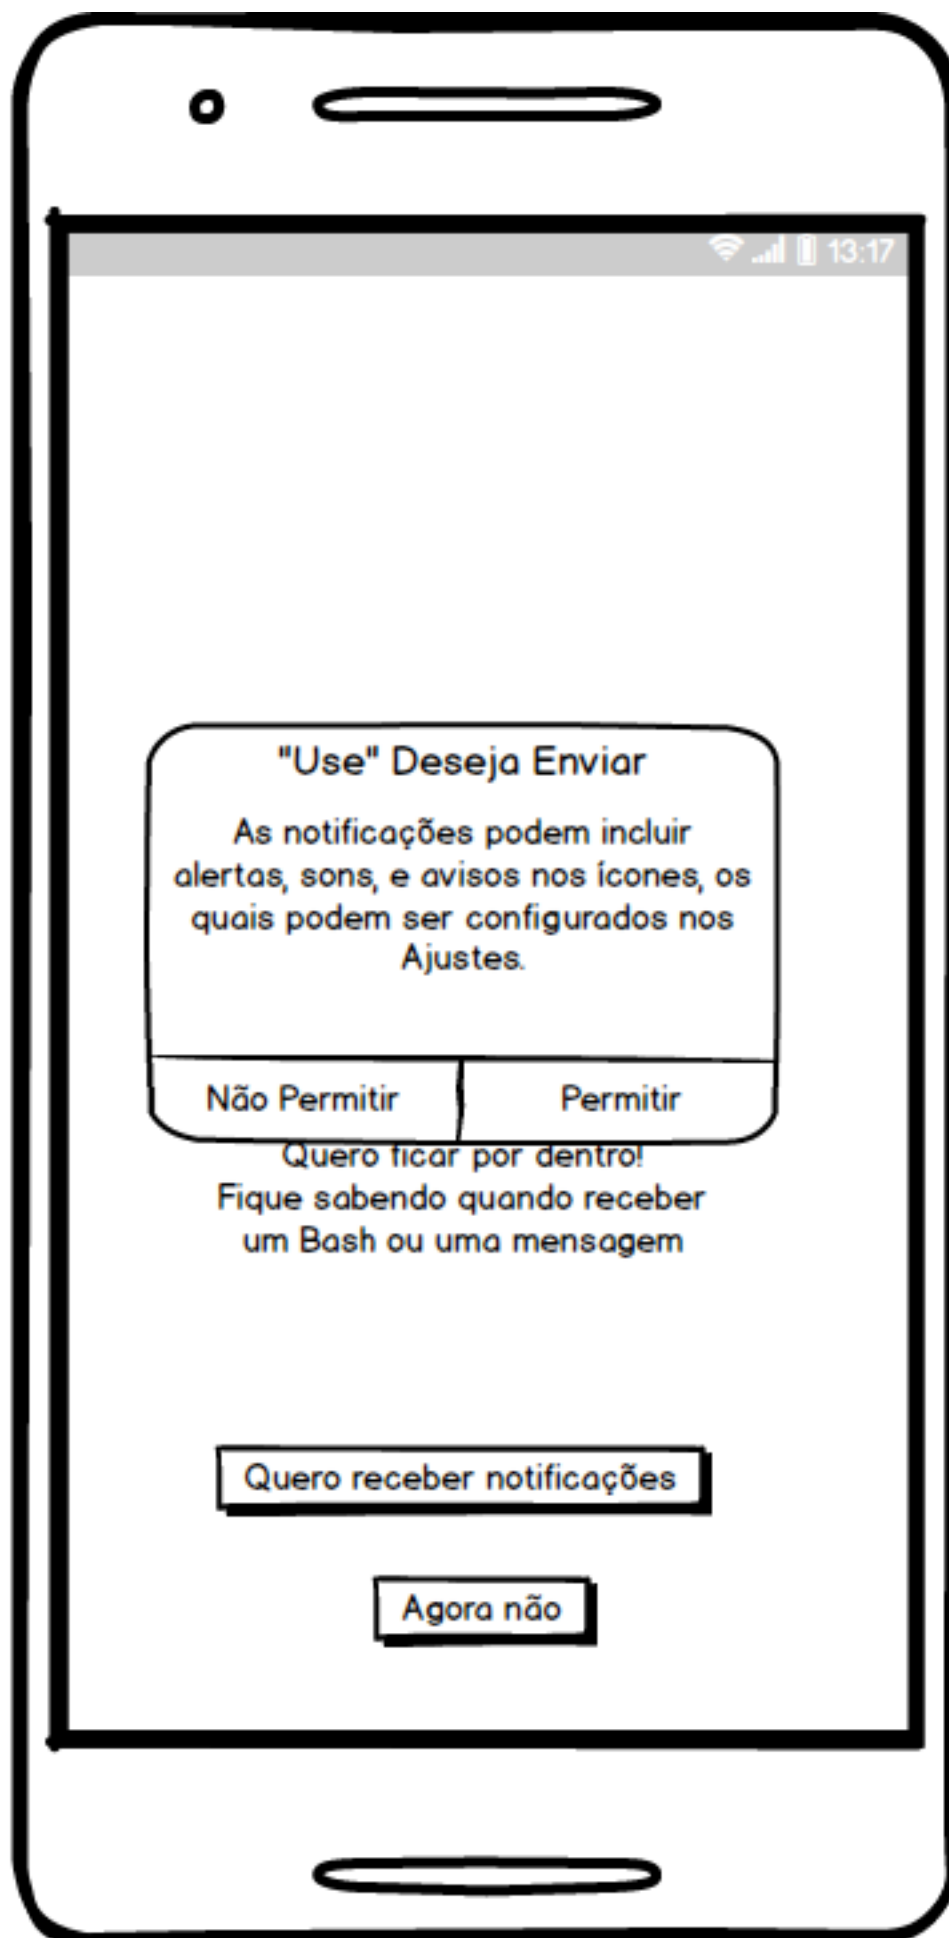 13:17
"Use" Deseja Enviar
As notificações podem incluir
alertas, sons, e avisos nos ícones, os
quais podem ser configurados nos
Ajustes.
Não Permitir
Permitir
Quero ficar por dentro!
Fique sabendo quando receber
um Bash ou uma mensagem
Quero receber notificações
Agora não